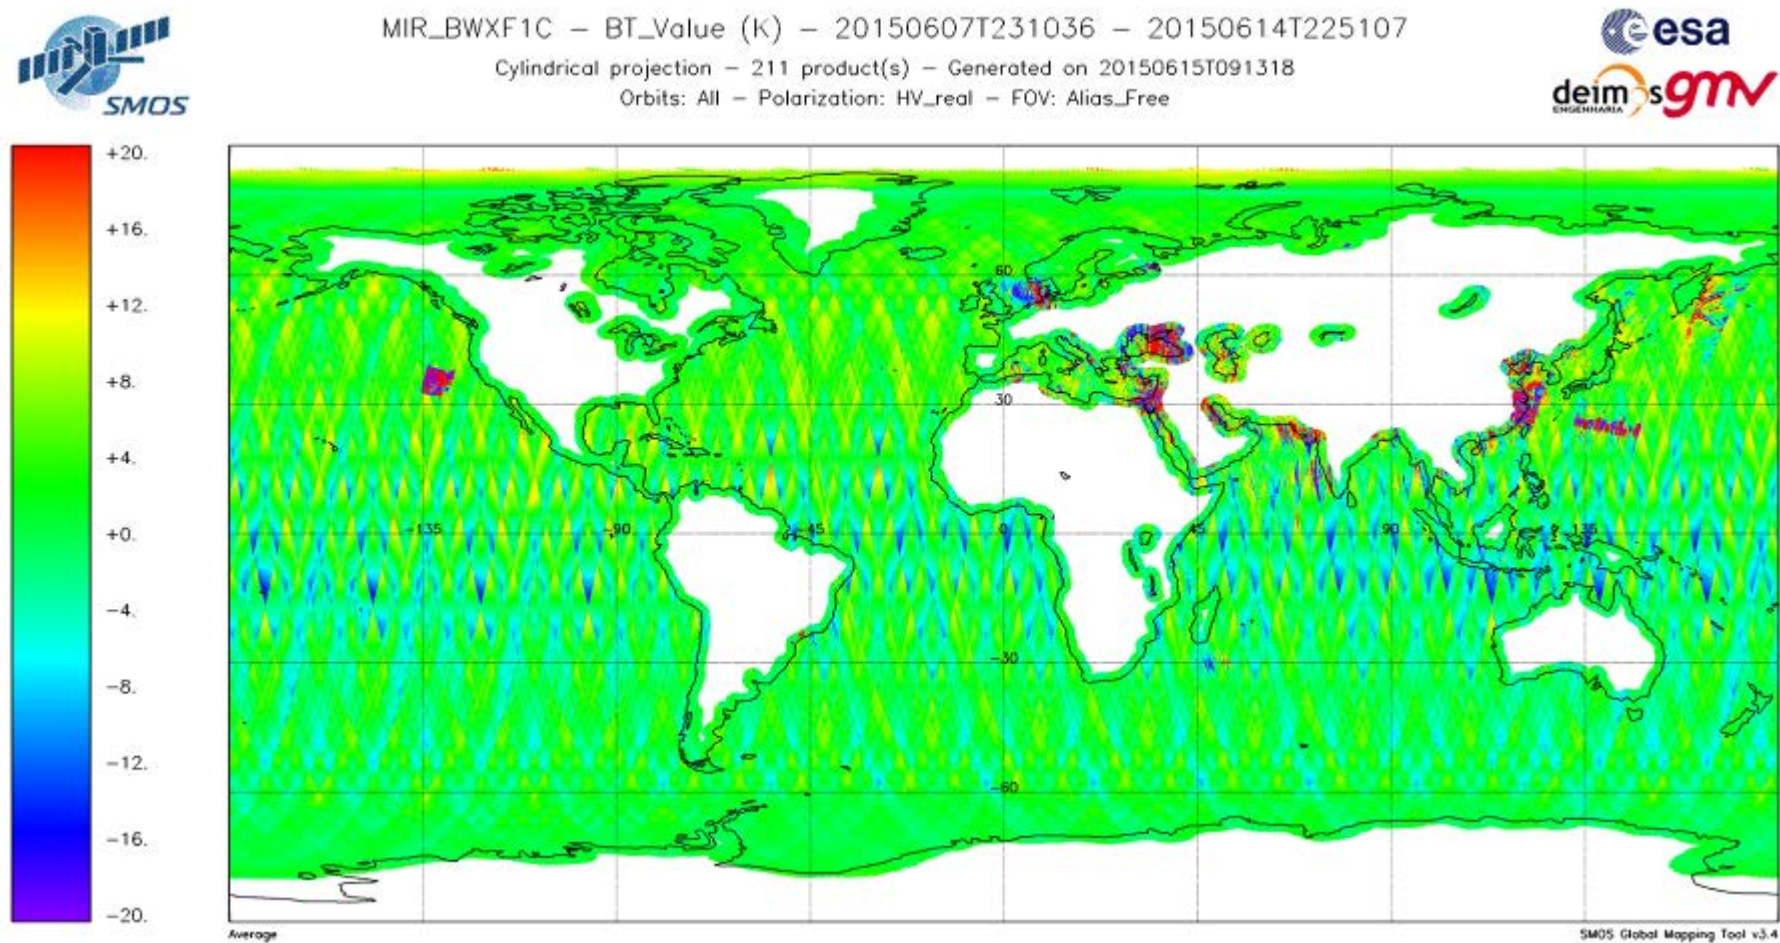 SMOS
MIR_BWXF1C – BT_Value (K) – 20150607T231036 – 20150614T225107
Cylindrical projection – 211 product(s) – Generated on 20150615T091318
Orbits: All – Polarization: HV_real – FOV: Alias_Free
esa
deimos
ENGENHARIA
gmv
+20.
+16.
+12.
+8.
+4.
+0.
−4.
−8.
−12.
−16.
−20.
60
30
−135
−90
−45
0
45
90
135
−30
−60
Average
SMOS Global Mapping Tool v3.4